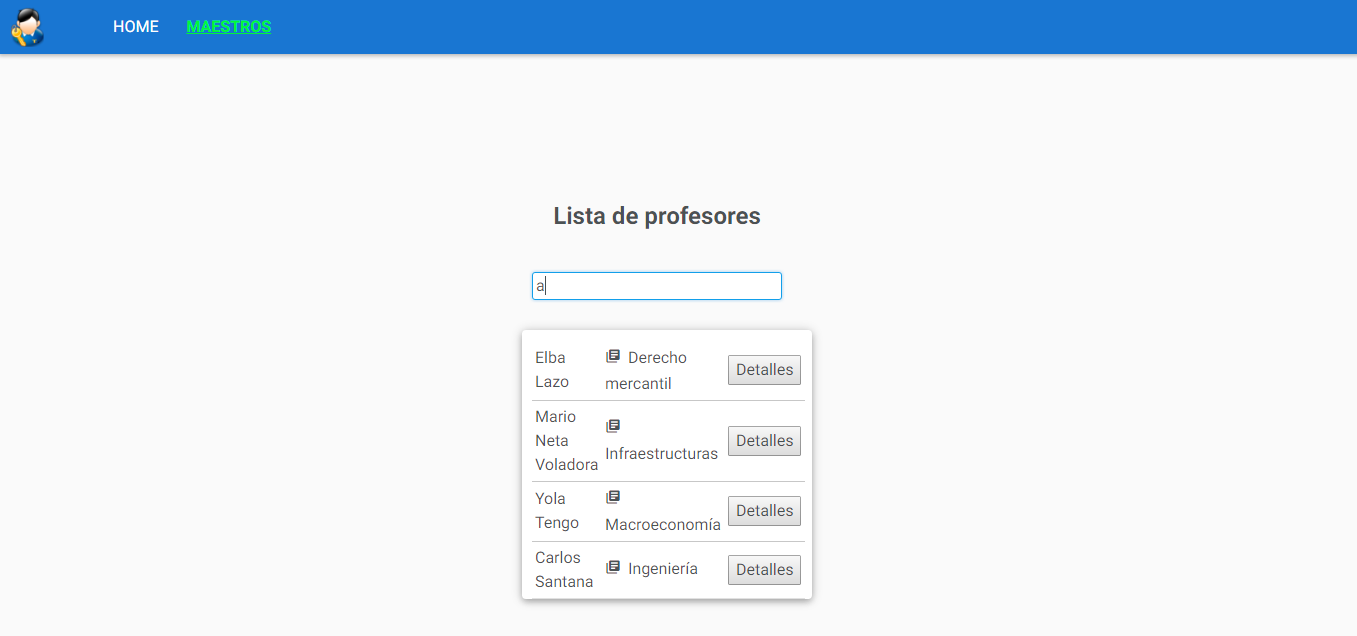 HOME MAESTROS
Lista de profesores
a
Elba
Lazo
Derecho
mercantil
Detalles
Mario
Neta
Voladora
Infraestructuras
Detalles
Yola
Tengo
Macroeconomía
Detalles
Carlos
Santana
Ingeniería
Detalles